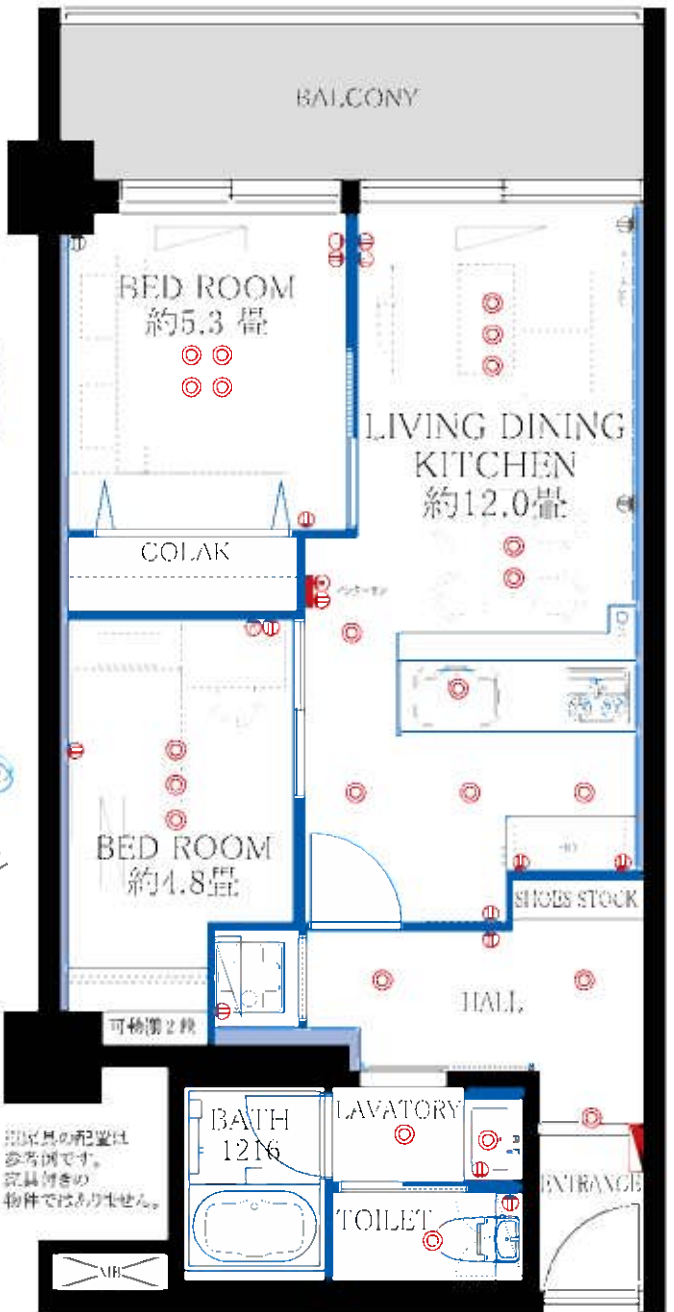 BALCONY
BED ROOM
約5.3 畳
LIVING DINING
KITCHEN
約12.0畳
COLAK
BED ROOM
約4.8畳
SHOES STOCK
HALL
可動棚2段
BATH
1216
LAVATORY
TOILET
ENTRANCE
MB
※家具の配置は
参考例です。
家具付きの
物件ではありません。